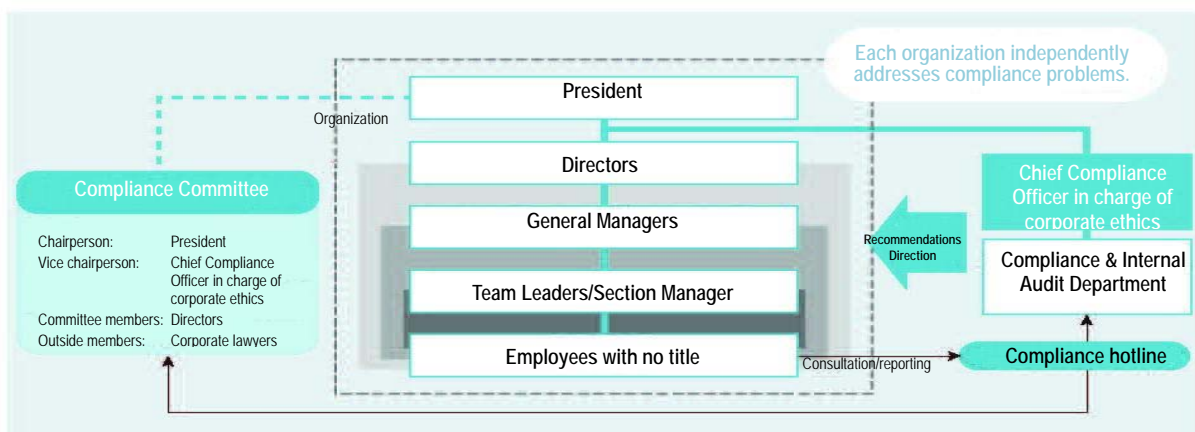 Each organization independently
addresses compliance problems.
President
Organization
Directors
Compliance Committee
Chief Compliance
Officer in charge of
corporate ethics
General Managers
Chairperson: President
Vice chairperson: Chief Compliance
Officer in charge of
corporate ethics
Committee members: Directors
Outside members: Corporate lawyers
Recommendations
Direction
Compliance & Internal
Audit Department
Team Leaders/Section Manager
Employees with no title
Consultation/reporting
Compliance hotline